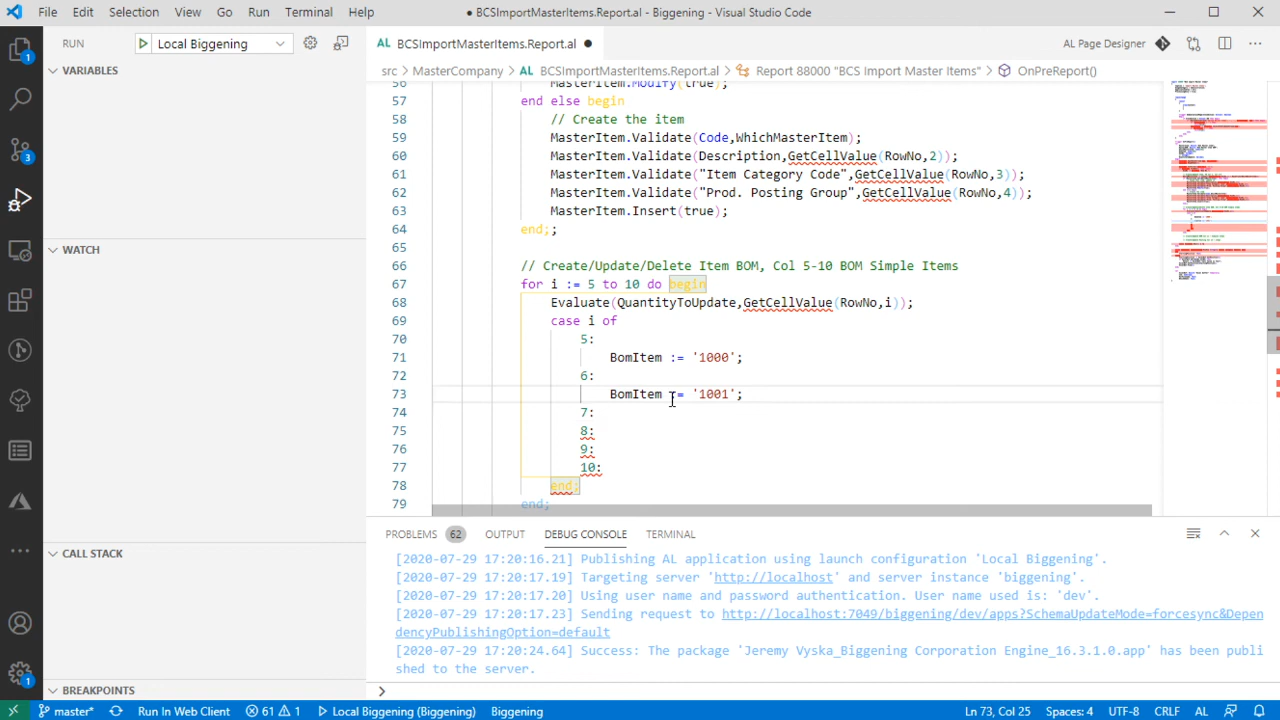 File Edit Selection View Go Run Terminal Help
● BCSImportMasterItems.Report.al - Biggening - Visual Studio Code
RUN Local Biggening
BCSImportMasterItems.Report.al ●
AL Page Designer
VARIABLES
src > MasterCompany > AL BCSImportMasterItems.Report.al > Report 88000 "BCS Import Master Items" > OnPreReport()
56 MasterItem.Modify(true);
57 end else begin
58 // Create the item
59 MasterItem.Validate(Code,WhichMasterItem);
60 MasterItem.Validate(Description,GetCellValue(RowNo,2));
61 MasterItem.Validate("Item Category Code",GetCellValue(RowNo,3));
62 MasterItem.Validate("Prod. Posting Group",GetCellValue(RowNo,4));
63 MasterItem.Insert(true);
64 end;;
65
66 // Create/Update/Delete Item BOM, Col 5-10 BOM Simple Items
67 for i := 5 to 10 do begin
68 Evaluate(QuantityToUpdate,GetCellValue(RowNo,i));
69 case i of
70 5:
71 BomItem := '1000';
72 6:
73 BomItem := '1001';
74 7:
75 8:
76 9:
77 10:
78 end;
79 end;
WATCH
CALL STACK
BREAKPOINTS
PROBLEMS 62 OUTPUT DEBUG CONSOLE TERMINAL
[2020-07-29 17:20:16.21] Publishing AL application using launch configuration 'Local Biggening'.
[2020-07-29 17:20:17.19] Targeting server 'http://localhost' and server instance 'biggening'.
[2020-07-29 17:20:17.20] Using user name and password authentication. User name used is: 'dev'.
[2020-07-29 17:20:17.23] Sending request to http://localhost:7049/biggening/dev/apps?SchemaUpdateMode=forcesync&Depen
dencyPublishingOption=default
[2020-07-29 17:20:24.64] Success: The package 'Jeremy Vyska_Biggening Corporation Engine_16.3.1.0.app' has been publi
shed to the server.
master* Run In Web Client 61 1 Local Biggening (Biggening) Biggening Ln 73, Col 25 Spaces: 4 UTF-8 CRLF AL